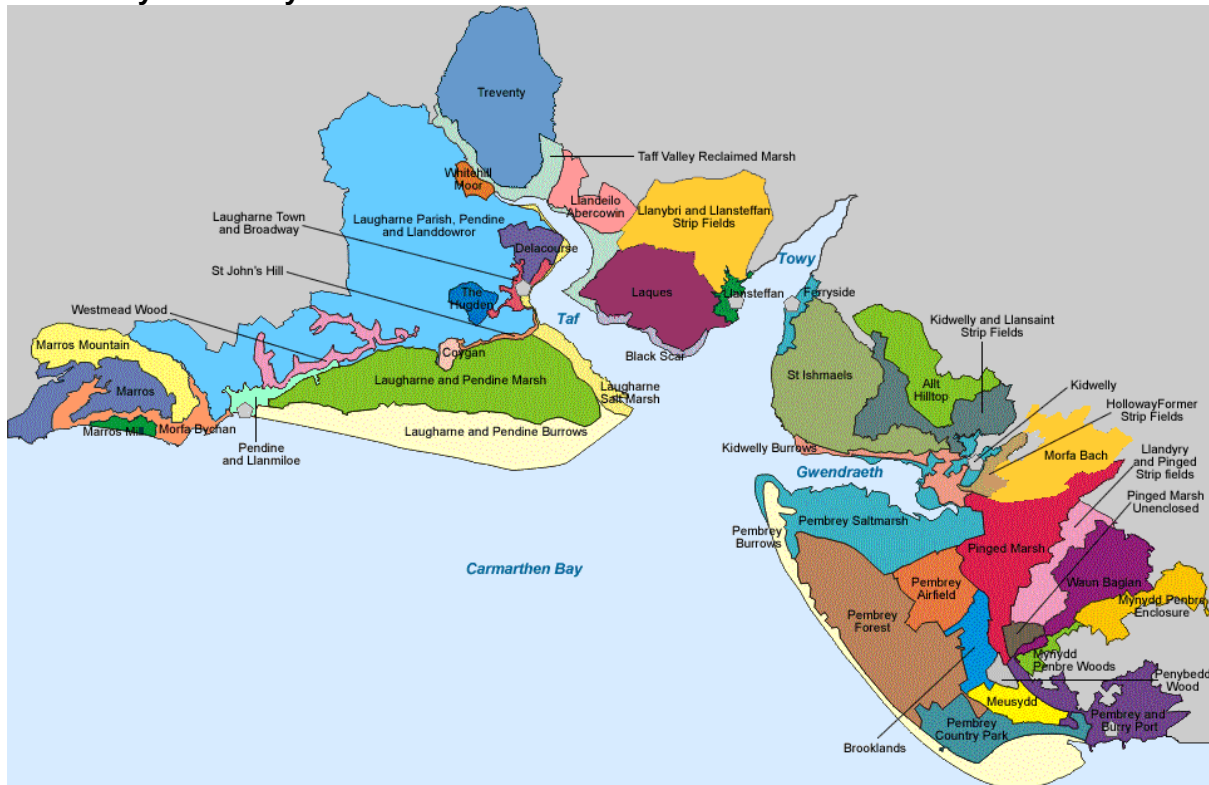 Treventy
Taff Valley Reclaimed Marsh
Whitehill
Moor
Llandeilo
Abercowin
Llanybri and Llansteffan
Strip Fields
Laugharne Town
and Broadway
Laugharne Parish, Pendine
and Llanddowror
Delacourse
St John's Hill
Towy
The
Hugden
Laques
Llansteffan
Ferryside
Westmead Wood
Taf
Kidwelly and Llansaint
Strip Fields
Marros Mountain
Coygan
Black Scar
St Ishmaels
Allt
Hilltop
Kidwelly
Marros
Laugharne and Pendine Marsh
Laugharne
Salt Marsh
HollowayFormer
Strip Fields
Marros Mill
Morfa Bychan
Laugharne and Pendine Burrows
Kidwelly Burrows
Morfa Bach
Llandyry
and Pinged
Strip fields
Pendine
and Llanmiloe
Gwendraeth
Pinged Marsh
Unenclosed
Pembrey
Burrows
Pembrey Saltmarsh
Pinged Marsh
Carmarthen Bay
Pembrey
Airfield
Waun Bagian
Pembrey
Forest
Mynydd Penbre
Enclosure
Mynydd
Penbre Woods
Penybedd
Wood
Meusydd
Pembrey
Country Park
Pembrey and
Burry Port
Brooklands